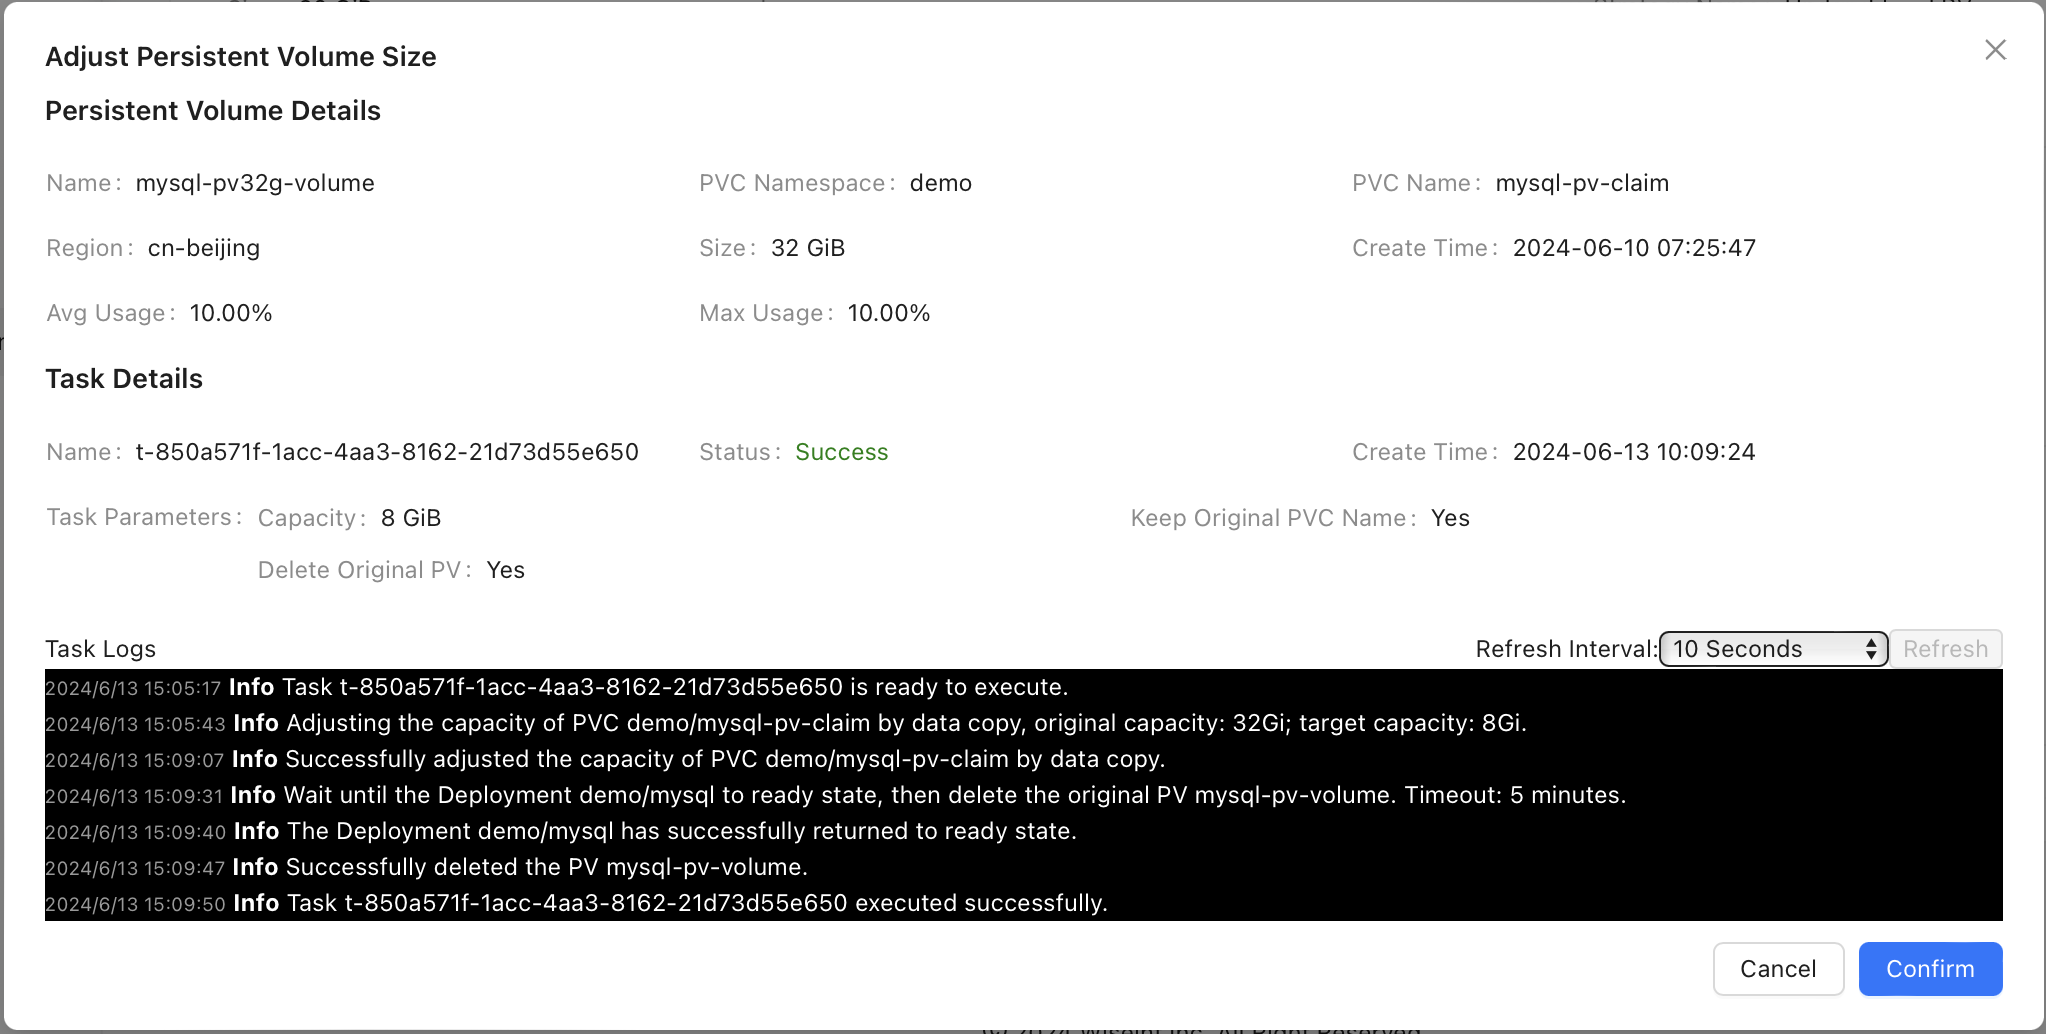 Adjust Persistent Volume Size
Persistent Volume Details
Name: mysql-pv32g-volume PVC Namespace: demo PVC Name: mysql-pv-claim
Region: cn-beijing Size: 32 GiB Create Time: 2024-06-10 07:25:47
Avg Usage: 10.00% Max Usage: 10.00%
Task Details
Name: t-850a571f-1acc-4aa3-8162-21d73d55e650 Status: Success Create Time: 2024-06-13 10:09:24
Task Parameters: Capacity: 8 GiB Keep Original PVC Name: Yes
Delete Original PV: Yes
Task Logs Refresh Interval: 10 Seconds Refresh
2024/6/13 15:05:17 Info Task t-850a571f-1acc-4aa3-8162-21d73d55e650 is ready to execute.
2024/6/13 15:05:43 Info Adjusting the capacity of PVC demo/mysql-pv-claim by data copy, original capacity: 32Gi; target capacity: 8Gi.
2024/6/13 15:09:07 Info Successfully adjusted the capacity of PVC demo/mysql-pv-claim by data copy.
2024/6/13 15:09:31 Info Wait until the Deployment demo/mysql to ready state, then delete the original PV mysql-pv-volume. Timeout: 5 minutes.
2024/6/13 15:09:40 Info The Deployment demo/mysql has successfully returned to ready state.
2024/6/13 15:09:47 Info Successfully deleted the PV mysql-pv-volume.
2024/6/13 15:09:50 Info Task t-850a571f-1acc-4aa3-8162-21d73d55e650 executed successfully.
Cancel Confirm